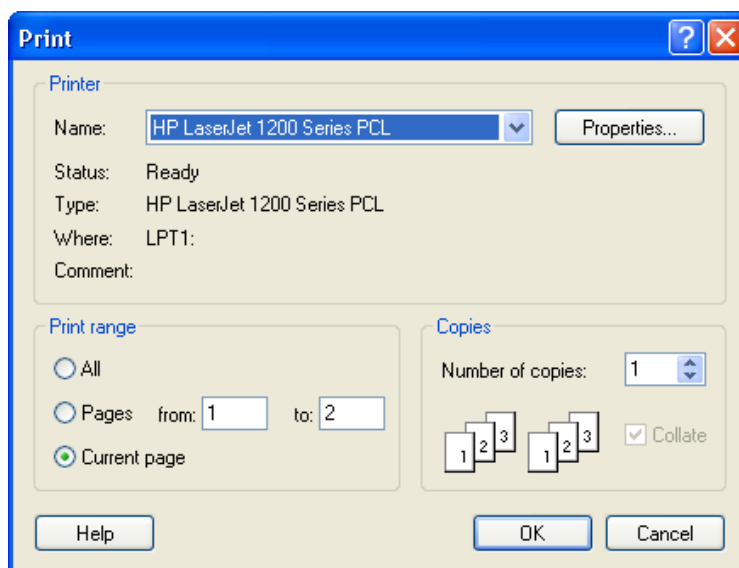 Print
Printer
Name: HP LaserJet 1200 Series PCL Properties...
Status: Ready
Type: HP LaserJet 1200 Series PCL
Where: LPT1:
Comment:
Print range
All
Pages from: 1 to: 2
Current page
Copies
Number of copies: 1
1 2 3 1 2 3 Collate
Help OK Cancel